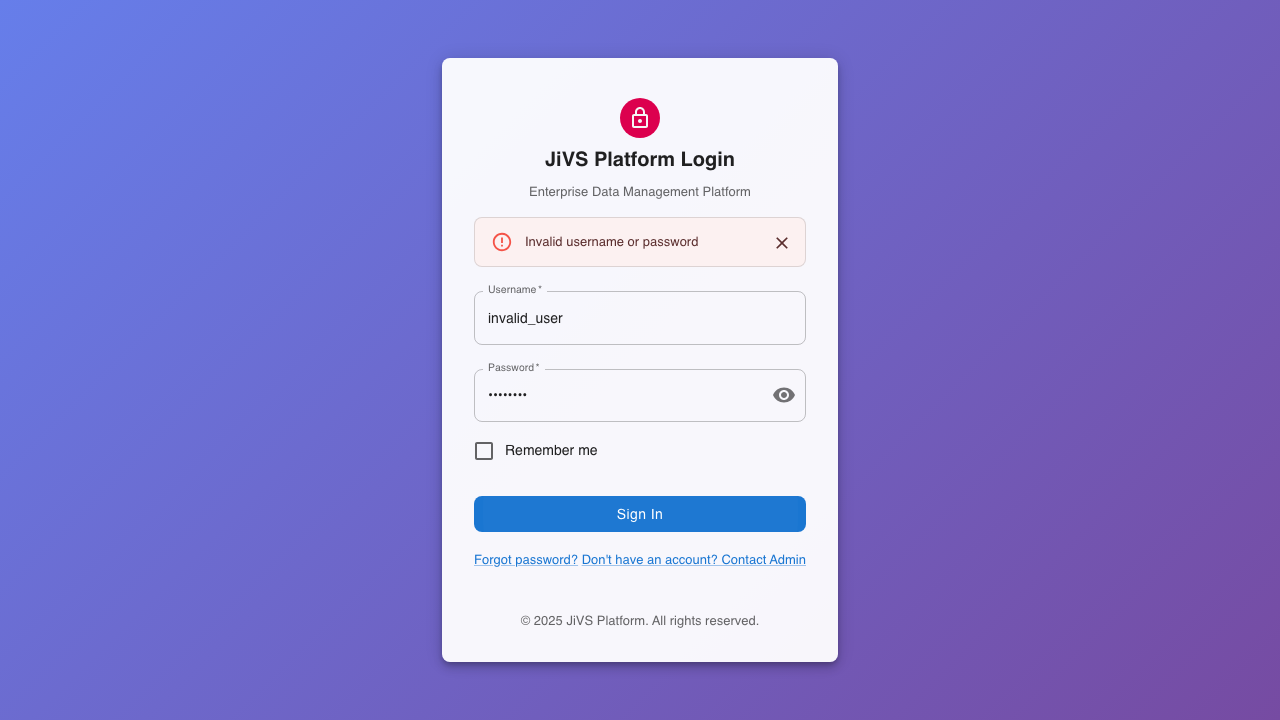 JiVS Platform Login
Enterprise Data Management Platform
Invalid username or password
Username *
invalid_user
Password *
••••••••
Remember me
Sign In
Forgot password? Don't have an account? Contact Admin
© 2025 JiVS Platform. All rights reserved.